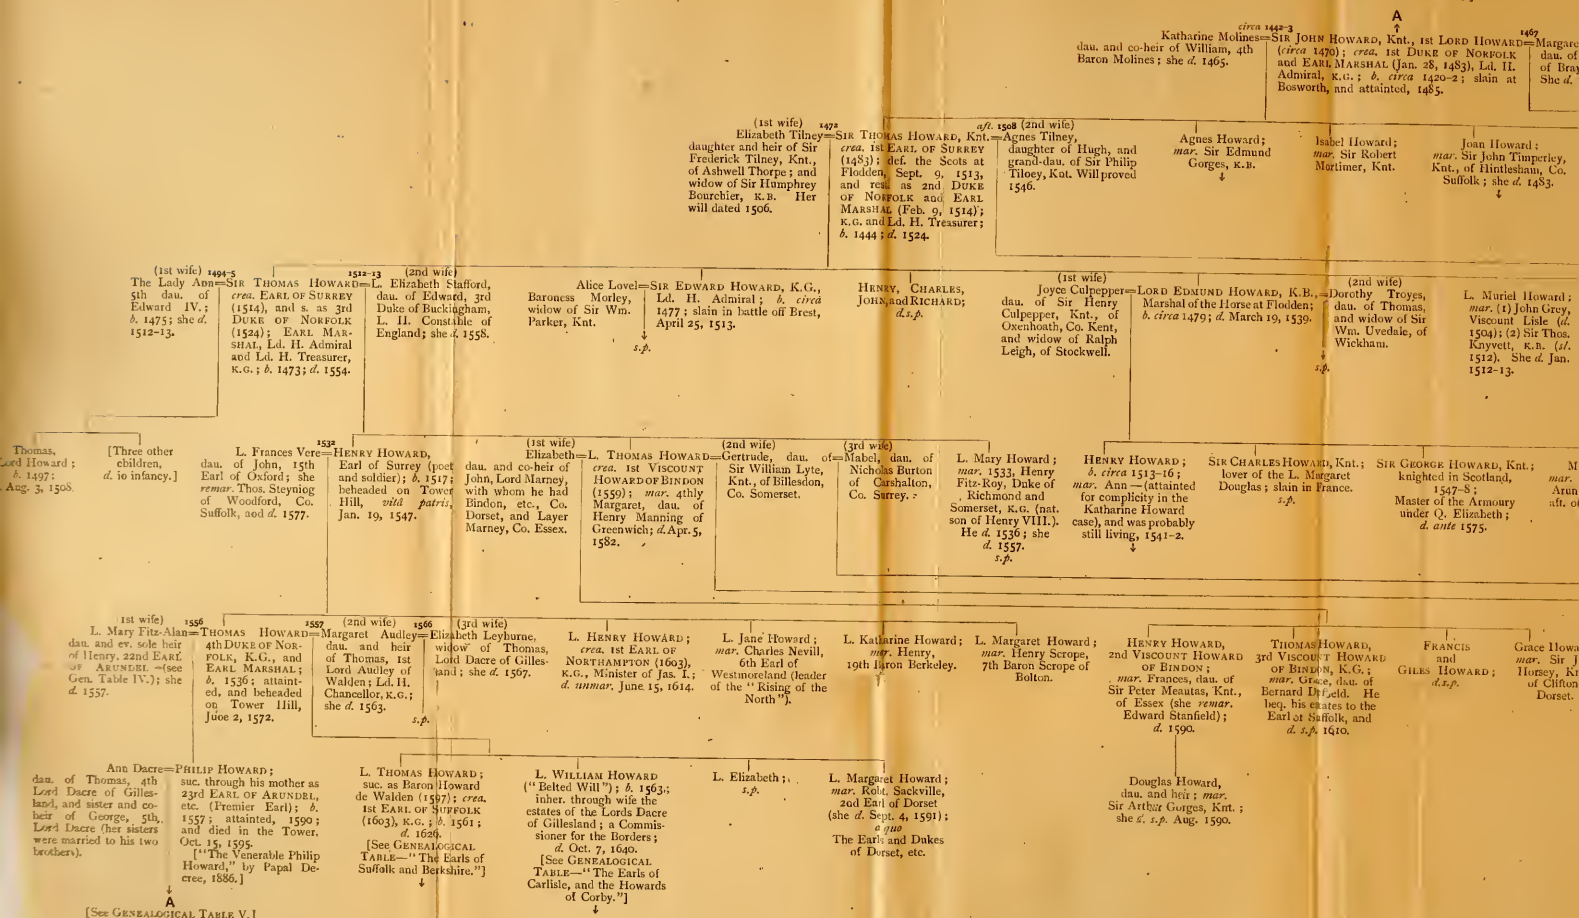 A
circa 1442-3
1467
Katharine Molines=SIR JOHN HOWARD, Knt., 1st LORD HOWARD=Margare
dau. and co-heir of William, 4th
Baron Molines; she d. 1465.
(circa 1470); crea. 1st DUKE OF NORFOLK
and EARL MARSHAL (Jan. 28, 1483), Ld. H.
Admiral, K.G.; b. circa 1420-2; slain at
Bosworth, and attainted, 1485.
dau. of
of Bray
She d.
(1st wife) 1472
aft. 1508 (2nd wife)
Elizabeth Tilney=SIR THOMAS HOWARD, Knt.=Agnes Tilney,
daughter and heir of Sir
Frederick Tilney, Knt.,
of Ashwell Thorpe; and
widow of Sir Humphrey
Bourchier, K.B. Her
will dated 1506.
crea. 1st EARL OF SURREY
(1483); def. the Scots at
Flodden, Sept. 9, 1513,
and rest. as 2nd DUKE
OF NORFOLK and EARL
MARSHAL (Feb. 9, 1514);
K.G. and Ld. H. Treasurer;
b. 1444; d. 1524.
daughter of Hugh, and
grand-dau. of Sir Philip
Tilney, Knt. Will proved
1546.
Agnes Howard;
mar. Sir Edmund
Gorges, K.B.
Isabel Howard;
mar. Sir Robert
Mortimer, Knt.
Joan Howard;
mar. Sir John Timperley,
Knt., of Hintlesham, Co.
Suffolk; she d. 1483.
(1st wife) 1494-5
1512-13 (2nd wife)
The Lady Ann=SIR THOMAS HOWARD=L. Elizabeth Stafford,
5th dau. of
Edward IV.;
b. 1475; she d.
1512-13.
crea. EARL OF SURREY
(1514), and s. as 3rd
DUKE OF NORFOLK
(1524); EARL MAR-
SHAL, Ld. H. Admiral
and Ld. H. Treasurer,
K.G.; b. 1473; d. 1554.
dau. of Edward, 3rd
Duke of Buckingham,
L. H. Constable of
England; she d. 1558.
Alice Lovel=SIR EDWARD HOWARD, K.G.,
Baroness Morley,
widow of Sir Wm.
Parker, Knt.
Ld. H. Admiral; b. circâ
1477; slain in battle off Brest,
April 25, 1513.
s.p.
HENRY, CHARLES,
JOHN, and RICHARD;
d.s.p.
(1st wife)
(2nd wife)
Joyce Culpepper=LORD EDMUND HOWARD, K.B.,=Dorothy Troyes,
dau. of Sir Henry
Culpepper, Knt., of
Oxenhoath, Co. Kent,
and widow of Ralph
Leigh, of Stockwell.
Marshal of the Horse at Flodden;
b. circa 1479; d. March 19, 1539.
dau. of Thomas,
and widow of Sir
Wm. Uvedale, of
Wickham.
s.p.
L. Muriel Howard;
mar. (1) John Grey,
Viscount Lisle (d.
1504); (2) Sir Thos.
Knyvett, K.B. (sl.
1512). She d. Jan.
1512-13.
Thomas,
Lord Howard;
b. 1497:
Aug. 3, 1508.
[Three other
children,
d. in infancy.]
1532
L. Frances Vere=HENRY HOWARD,
dau. of John, 15th
Earl of Oxford; she
remar. Thos. Steyning
of Woodford, Co.
Suffolk, and d. 1577.
Earl of Surrey (poet
and soldier); b. 1517;
beheaded on Tower
Hill, vitâ patris,
Jan. 19, 1547.
(1st wife)
(2nd wife)
(3rd wife)
Elizabeth=L. THOMAS HOWARD=Gertrude, dau. of=Mabel, dau. of
dau. and co-heir of
John, Lord Marney,
with whom he had
Bindon, etc., Co.
Dorset, and Layer
Marney, Co. Essex.
crea. 1st VISCOUNT
HOWARD OF BINDON
(1559); mar. 4thly
Margaret, dau. of
Henry Manning of
Greenwich; d. Apr. 5,
1582.
Sir William Lyte,
Knt., of Billesdon,
Co. Somerset.
Nicholas Burton
of Carshalton,
Co. Surrey.
L. Mary Howard;
mar. 1533, Henry
Fitz-Roy, Duke of
Richmond and
Somerset, K.G. (nat.
son of Henry VIII.).
He d. 1536; she
d. 1557.
s.p.
HENRY HOWARD;
b. circa 1513-16;
mar. Ann —(attainted
for complicity in the
Katharine Howard
case), and was probably
still living, 1541-2.
SIR CHARLES HOWARD, Knt.;
lover of the L. Margaret
Douglas; slain in France.
s.p.
SIR GEORGE HOWARD, Knt.;
knighted in Scotland,
1547-8;
Master of the Armoury
under Q. Elizabeth;
d. ante 1575.
M
mar.
Arun
aft. of
1st wife) 1556
1557 (2nd wife) 1566 (3rd wife)
L. Mary Fitz-Alan=THOMAS HOWARD=Margaret Audley=Elizabeth Leyburne,
dau. and ev. sole heir
of Henry, 22nd EARL
OF ARUNDEL —(see
Gen. Table IV.); she
d. 1557.
4th DUKE OF NOR-
FOLK, K.G., and
EARL MARSHAL;
b. 1536; attaint-
ed, and beheaded
on Tower Hill,
June 2, 1572.
dau. and heir
of Thomas, 1st
Lord Audley of
Walden; Ld. H.
Chancellor, K.G.;
she d. 1563.
widow of Thomas,
Lord Dacre of Gilles-
land; she d. 1567.
s.p.
L. HENRY HOWARD;
crea. 1st EARL OF
NORTHAMPTON (1603),
K.G., Minister of Jas. I.;
d. unmar. June 15, 1614.
L. Jane Howard;
mar. Charles Nevill,
6th Earl of
Westmoreland (leader
of the "Rising of the
North").
L. Katharine Howard;
mar. Henry,
19th Baron Berkeley.
L. Margaret Howard;
mar. Henry Scrope,
7th Baron Scrope of
Bolton.
HENRY HOWARD,
2nd VISCOUNT HOWARD
OF BINDON;
mar. Frances, dau. of
Sir Peter Meautas, Knt.,
of Essex (she remar.
Edward Stanfield);
d. 1590.
THOMAS HOWARD,
3rd VISCOUNT HOWARD
OF BINDON, K.G.;
mar. Grace, dau. of
Bernard Duffield. He
beq. his estates to the
Earl of Suffolk, and
d. s.p. 1610.
FRANCIS
and
GILES HOWARD;
d.s.p.
Grace Howa
mar. Sir J
Horsey, Kn
of Clifton
Dorset.
Ann Dacre=PHILIP HOWARD;
dau. of Thomas, 4th
Lord Dacre of Gilles-
land, and sister and co-
heir of George, 5th
Lord Dacre (her sisters
were married to his two
brothers).
suc. through his mother as
23rd EARL OF ARUNDEL,
etc. (Premier Earl); b.
1557; attainted, 1590;
and died in the Tower.
Oct. 15, 1595.
["The Venerable Philip
Howard," by Papal De-
cree, 1886.]
A
[See GENEALOGICAL TABLE V.]
L. THOMAS HOWARD;
suc. as Baron Howard
de Walden (1597); crea.
1st EARL OF SUFFOLK
(1603), K.G.; b. 1561;
d. 1626.
[See GENEALOGICAL
TABLE—"The Earls of
Suffolk and Berkshire."]
L. WILLIAM HOWARD
("Belted Will"); b. 1563;
inher. through wife the
estates of the Lords Dacre
of Gillesland; a Commis-
sioner for the Borders;
d. Oct. 7, 1640.
[See GENEALOGICAL
TABLE—"The Earls of
Carlisle, and the Howards
of Corby."]
L. Elizabeth;
s.p.
L. Margaret Howard;
mar. Robt. Sackville,
2nd Earl of Dorset
(she d. Sept. 4, 1591);
a quo
The Earls and Dukes
of Dorset, etc.
Douglas Howard,
dau. and heir; mar.
Sir Arthur Gorges, Knt.;
she d. s.p. Aug. 1590.